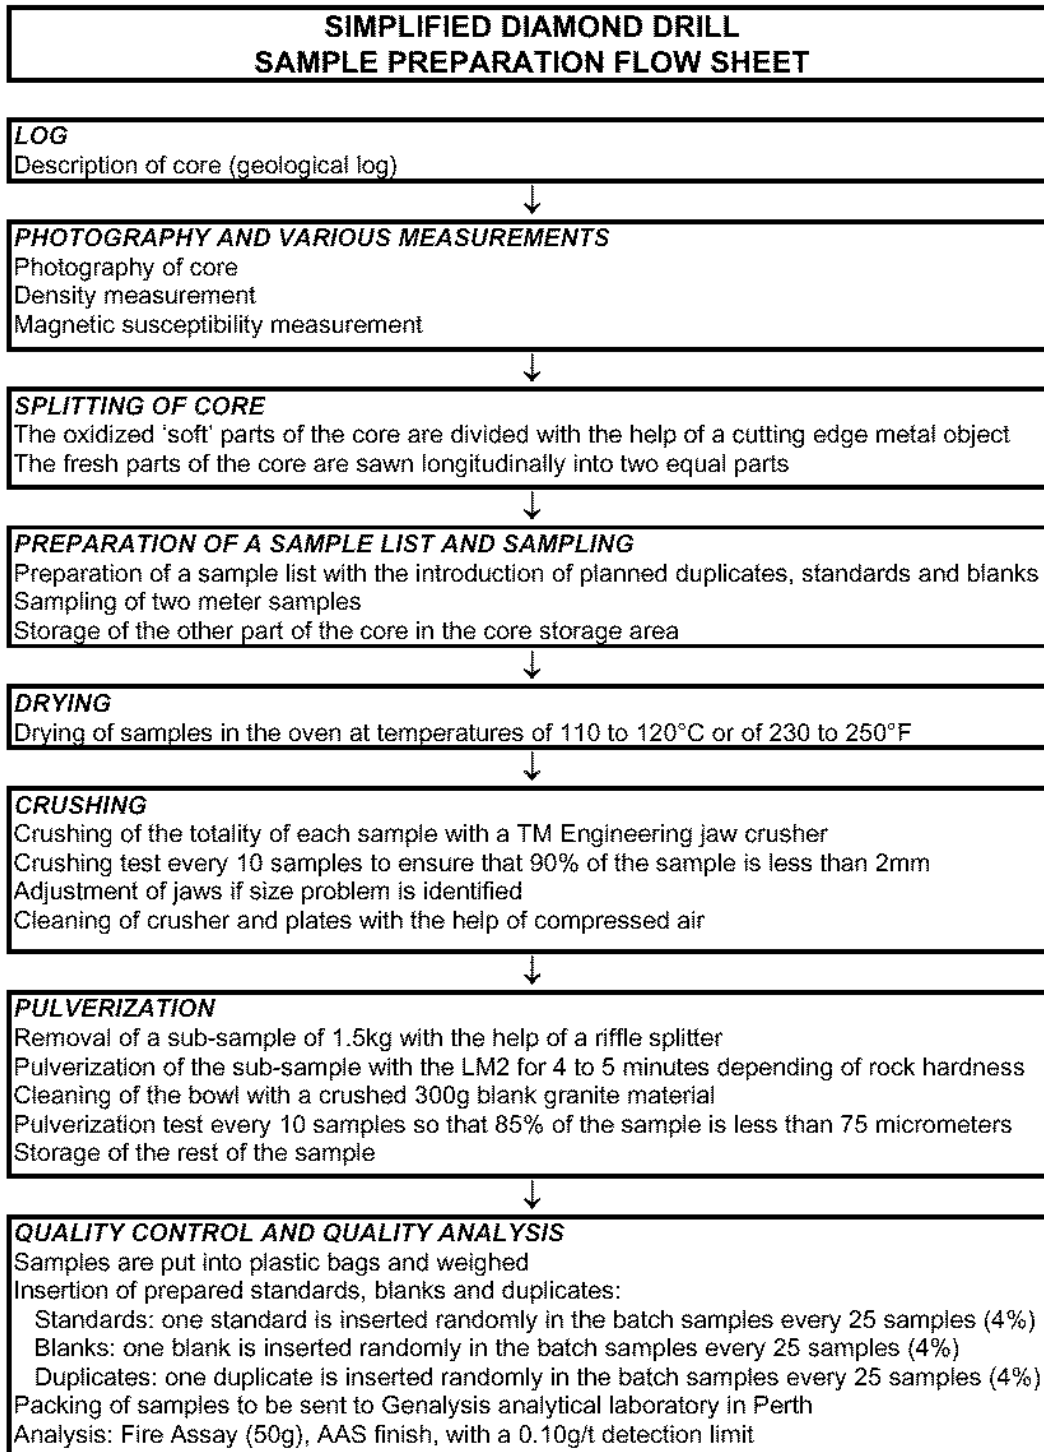 SIMPLIFIED DIAMOND DRILL
SAMPLE PREPARATION FLOW SHEET
LOG
Description of core (geological log)
↓
PHOTOGRAPHY AND VARIOUS MEASUREMENTS
Photography of core
Density measurement
Magnetic susceptibility measurement
↓
SPLITTING OF CORE
The oxidized 'soft' parts of the core are divided with the help of a cutting edge metal object
The fresh parts of the core are sawn longitudinally into two equal parts
↓
PREPARATION OF A SAMPLE LIST AND SAMPLING
Preparation of a sample list with the introduction of planned duplicates, standards and blanks
Sampling of two meter samples
Storage of the other part of the core in the core storage area
↓
DRYING
Drying of samples in the oven at temperatures of 110 to 120°C or of 230 to 250°F
↓
CRUSHING
Crushing of the totality of each sample with a TM Engineering jaw crusher
Crushing test every 10 samples to ensure that 90% of the sample is less than 2mm
Adjustment of jaws if size problem is identified
Cleaning of crusher and plates with the help of compressed air
↓
PULVERIZATION
Removal of a sub-sample of 1.5kg with the help of a riffle splitter
Pulverization of the sub-sample with the LM2 for 4 to 5 minutes depending of rock hardness
Cleaning of the bowl with a crushed 300g blank granite material
Pulverization test every 10 samples so that 85% of the sample is less than 75 micrometers
Storage of the rest of the sample
↓
QUALITY CONTROL AND QUALITY ANALYSIS
Samples are put into plastic bags and weighed
Insertion of prepared standards, blanks and duplicates:
Standards: one standard is inserted randomly in the batch samples every 25 samples (4%)
Blanks: one blank is inserted randomly in the batch samples every 25 samples (4%)
Duplicates: one duplicate is inserted randomly in the batch samples every 25 samples (4%)
Packing of samples to be sent to Genalysis analytical laboratory in Perth
Analysis: Fire Assay (50g), AAS finish, with a 0.10g/t detection limit